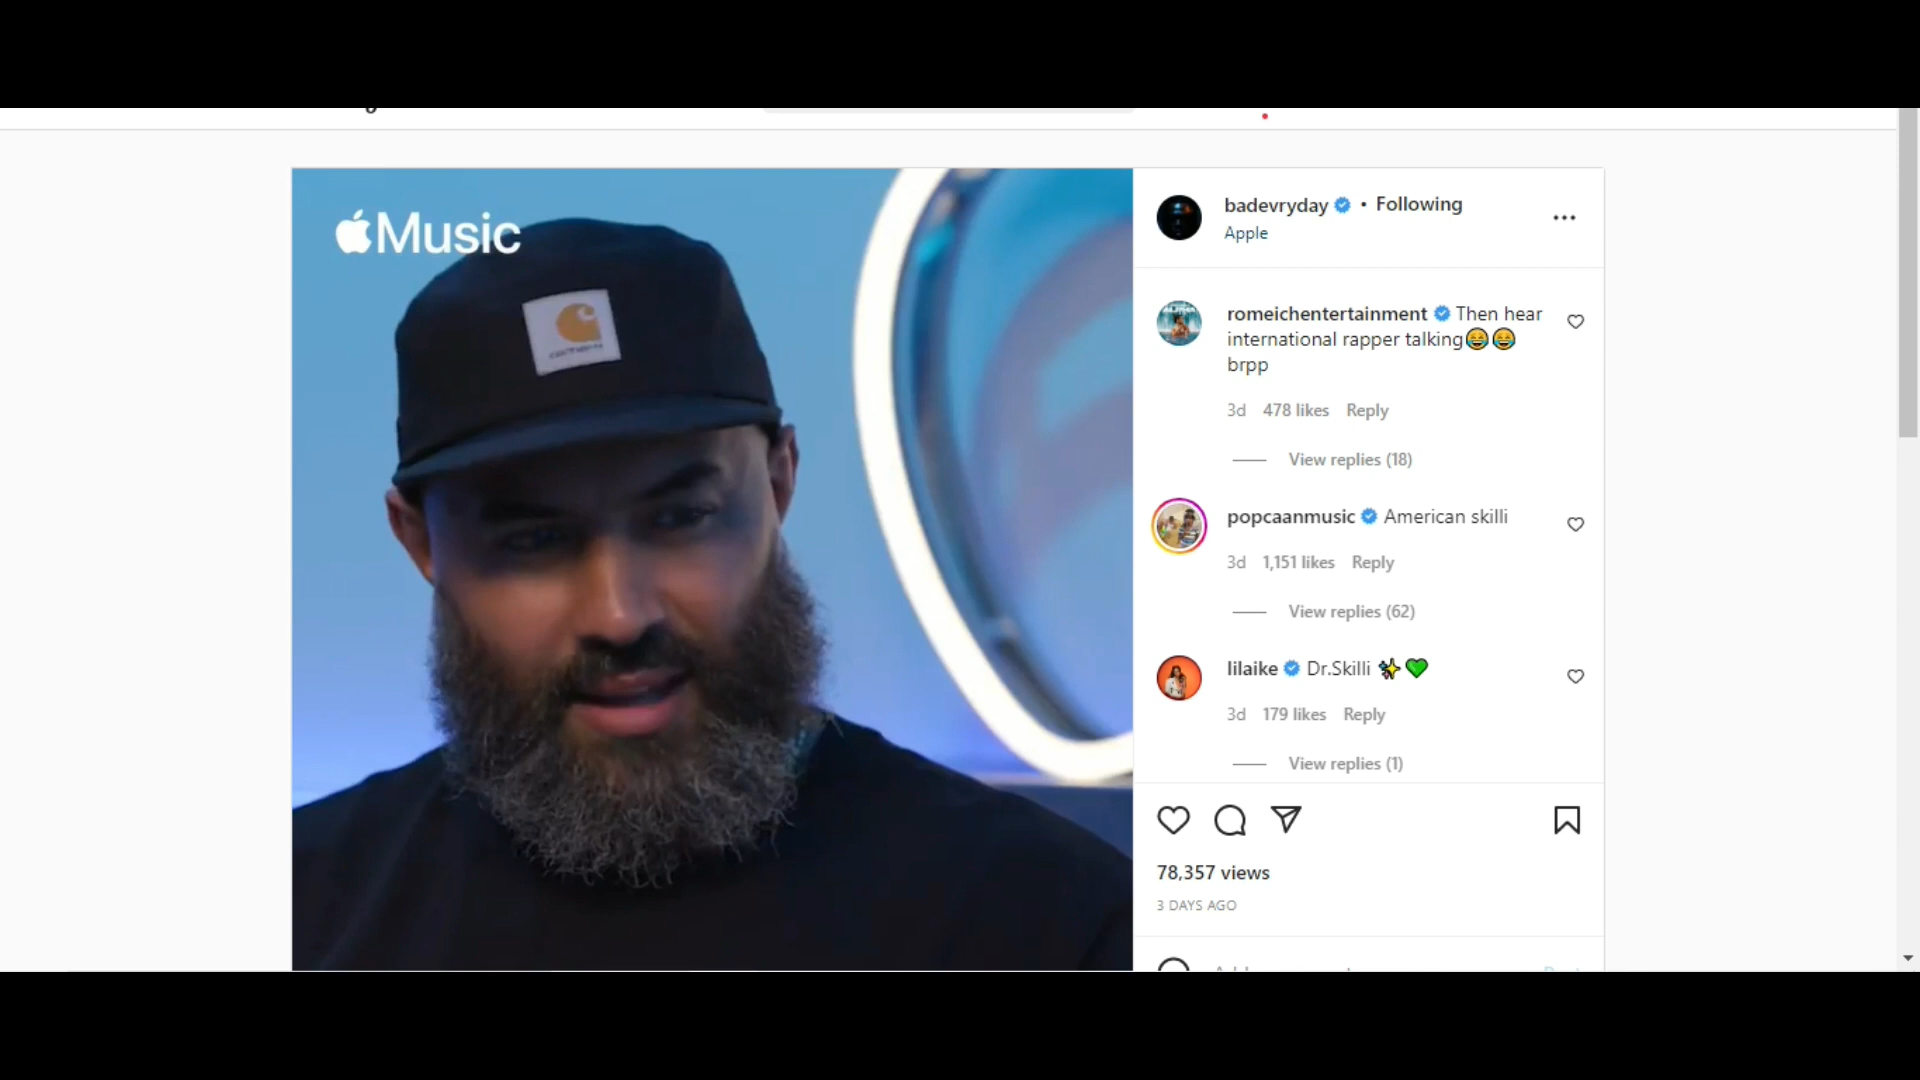 Music
carhartt
badevryday • Following
Apple
romeichentertainment Then hear
international rapper talking😂😂
brpp
3d 478 likes Reply
View replies (18)
popcaanmusic American skilli
3d 1,151 likes Reply
View replies (62)
lilaike Dr.Skilli ✨💚
3d 179 likes Reply
View replies (1)
78,357 views
3 DAYS AGO